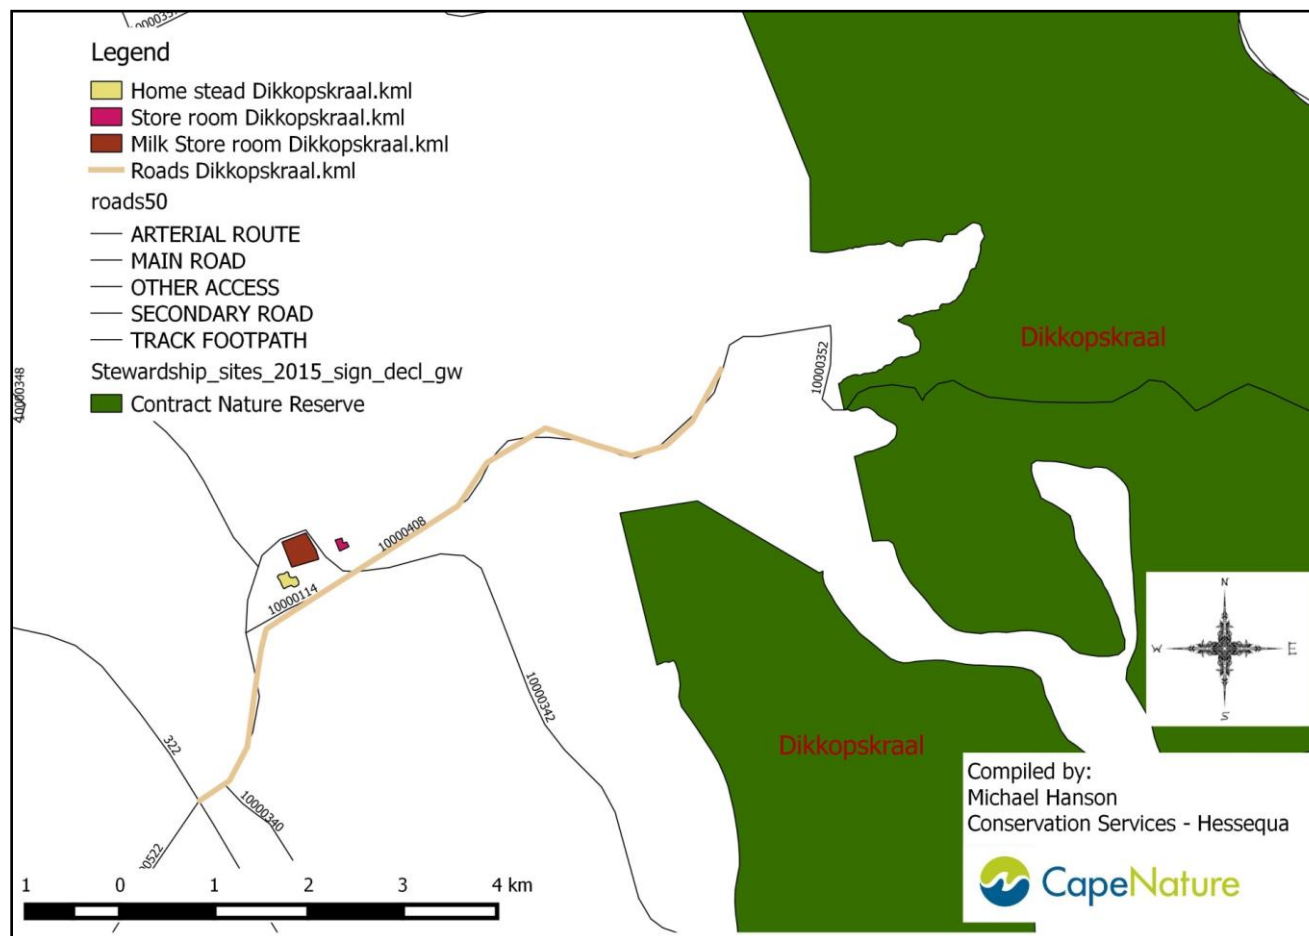 Legend
Home stead Dikkopskraal.kml
Store room Dikkopskraal.kml
Milk Store room Dikkopskraal.kml
Roads Dikkopskraal.kml
roads50
ARTERIAL ROUTE
MAIN ROAD
OTHER ACCESS
SECONDARY ROAD
TRACK FOOTPATH
Stewardship_sites_2015_sign_decl_gw
Contract Nature Reserve
10000352
Dikkopskraal
10000408
10000114
10000342
322
10000340
00522
Dikkopskraal
N
W
E
S
Compiled by:
Michael Hanson
Conservation Services - Hessequa
CapeNature
1 0 1 2 3 4 km